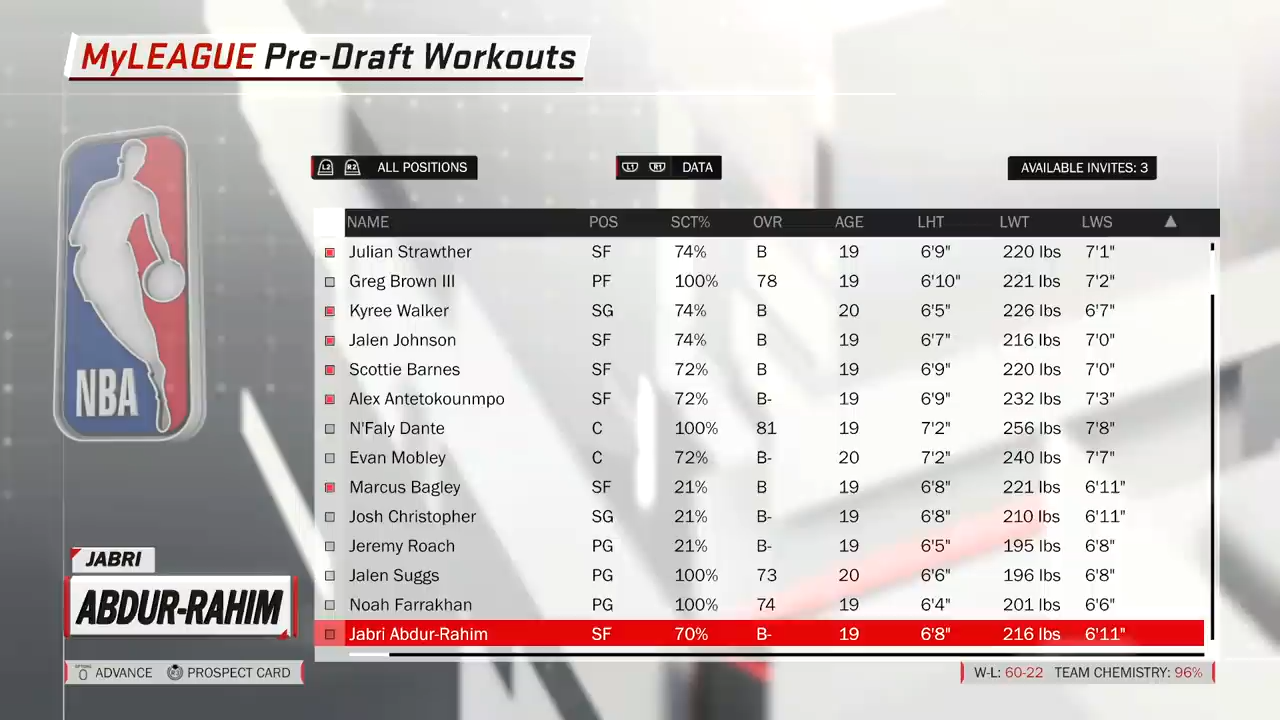 MyLEAGUE Pre-Draft Workouts
L2 R2 ALL POSITIONS L1 R1 DATA AVAILABLE INVITES: 3
NAME POS SCT% OVR AGE LHT LWT LWS
Julian Strawther SF 74% B 19 6'9" 220 lbs 7'1"
Greg Brown III PF 100% 78 19 6'10" 221 lbs 7'2"
Kyree Walker SG 74% B 20 6'5" 226 lbs 6'7"
Jalen Johnson SF 74% B 19 6'7" 216 lbs 7'0"
Scottie Barnes SF 72% B 19 6'9" 220 lbs 7'0"
Alex Antetokounmpo SF 72% B- 19 6'9" 232 lbs 7'3"
N'Faly Dante C 100% 81 19 7'2" 256 lbs 7'8"
Evan Mobley C 72% B- 20 7'2" 240 lbs 7'7"
Marcus Bagley SF 21% B 19 6'8" 221 lbs 6'11"
Josh Christopher SG 21% B- 19 6'8" 210 lbs 6'11"
Jeremy Roach PG 21% B- 19 6'5" 195 lbs 6'8"
Jalen Suggs PG 100% 73 20 6'6" 196 lbs 6'8"
Noah Farrakhan PG 100% 74 19 6'4" 201 lbs 6'6"
Jabri Abdur-Rahim SF 70% B- 19 6'8" 216 lbs 6'11"
NBA
JABRI
ABDUR-RAHIM
OPTIONS ADVANCE R3 PROSPECT CARD W-L: 60-22 TEAM CHEMISTRY: 96%